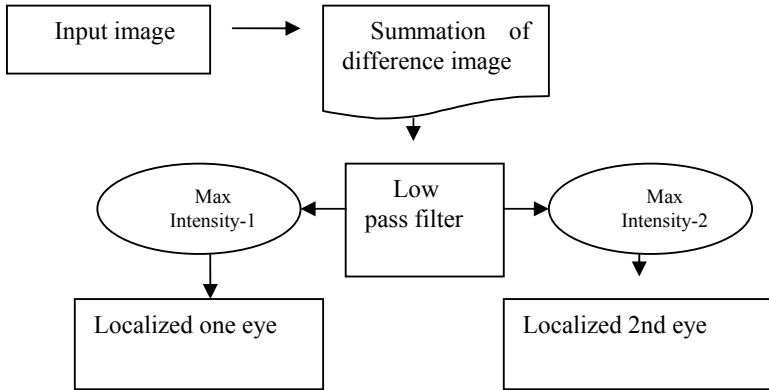 Input image
Summation of
difference image
Max
Intensity-1
Low
pass filter
Max
Intensity-2
Localized one eye
Localized 2nd eye